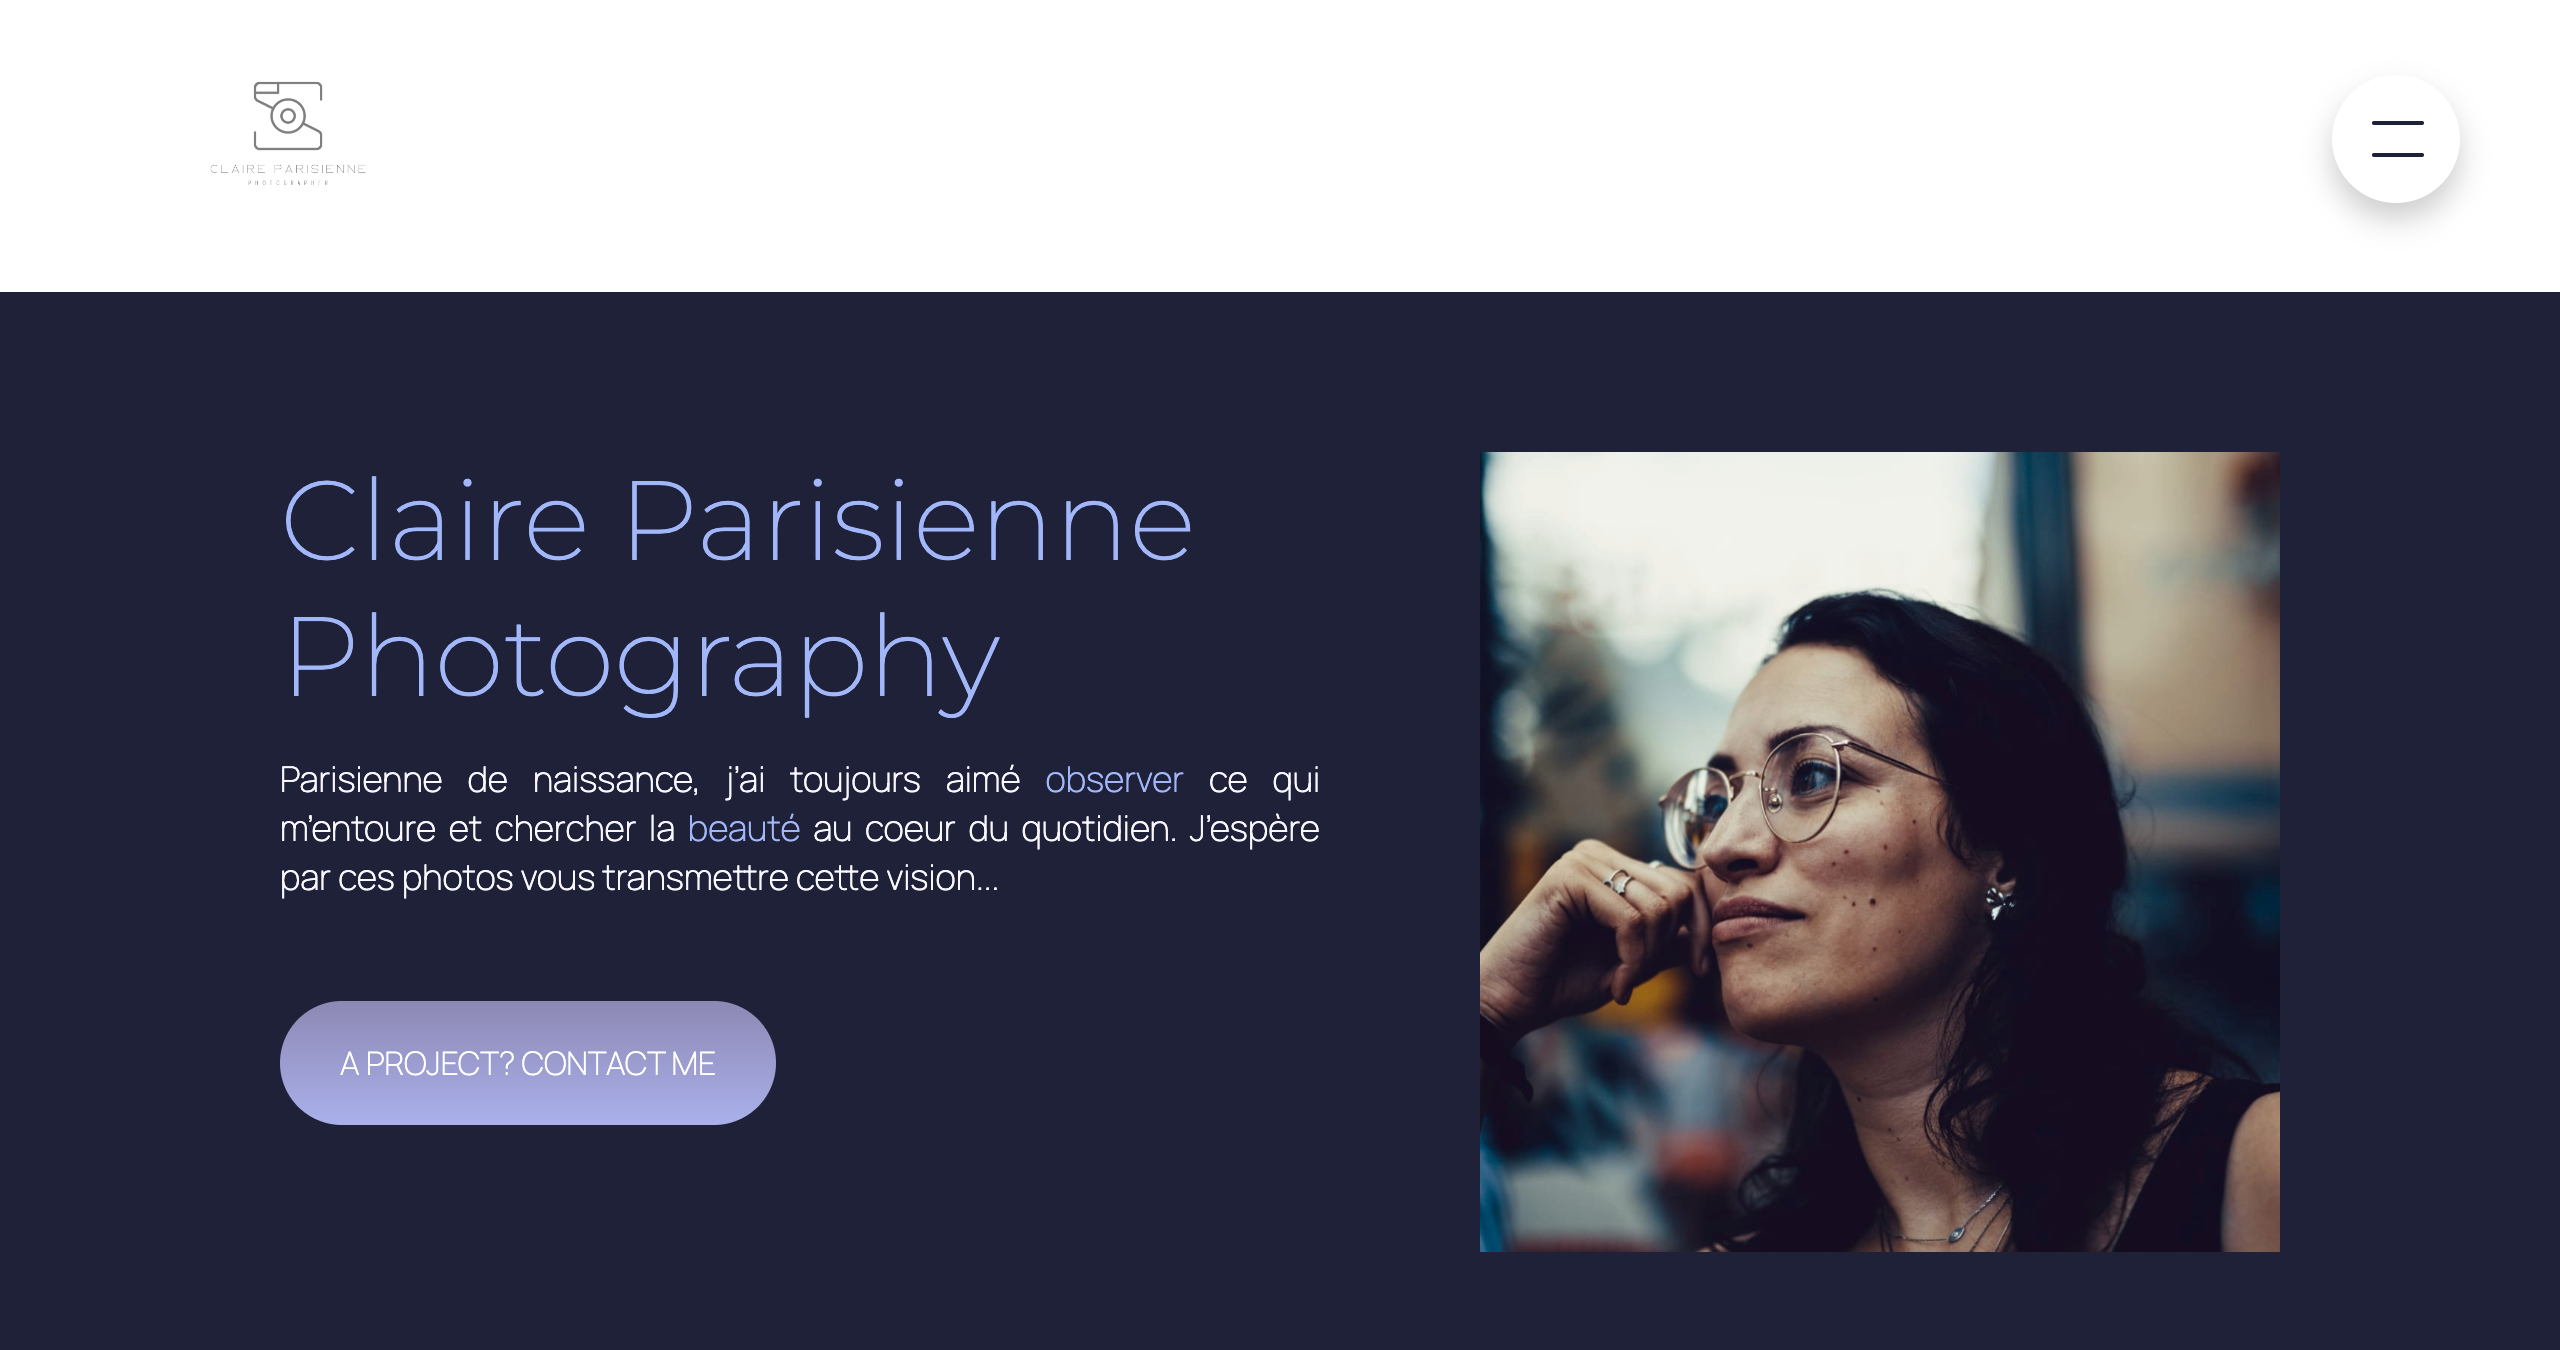 CLAIRE PARISIENNE
PHOTOGRAPHER
Claire Parisienne
Photography
Parisienne de naissance, j’ai toujours aimé observer ce qui
m’entoure et chercher la beauté au coeur du quotidien. J’espère
par ces photos vous transmettre cette vision...
A PROJECT? CONTACT ME